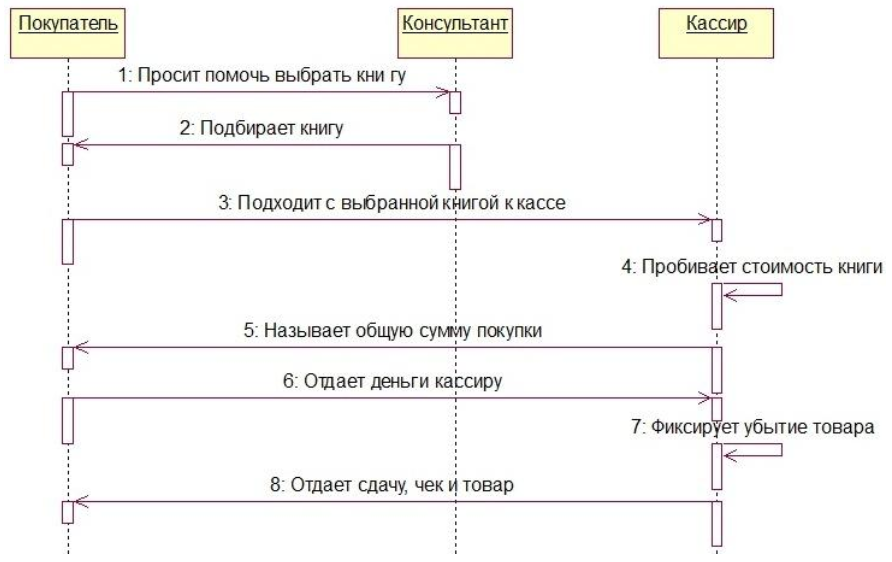 Покупатель
Консультант
Кассир
1: Просит помочь выбрать кни гу
2: Подбирает книгу
3: Подходит с выбранной книгой к кассе
4: Пробивает стоимость книги
5: Называет общую сумму покупки
6: Отдает деньги кассиру
7: Фиксирует убытие товара
8: Отдает сдачу, чек и товар